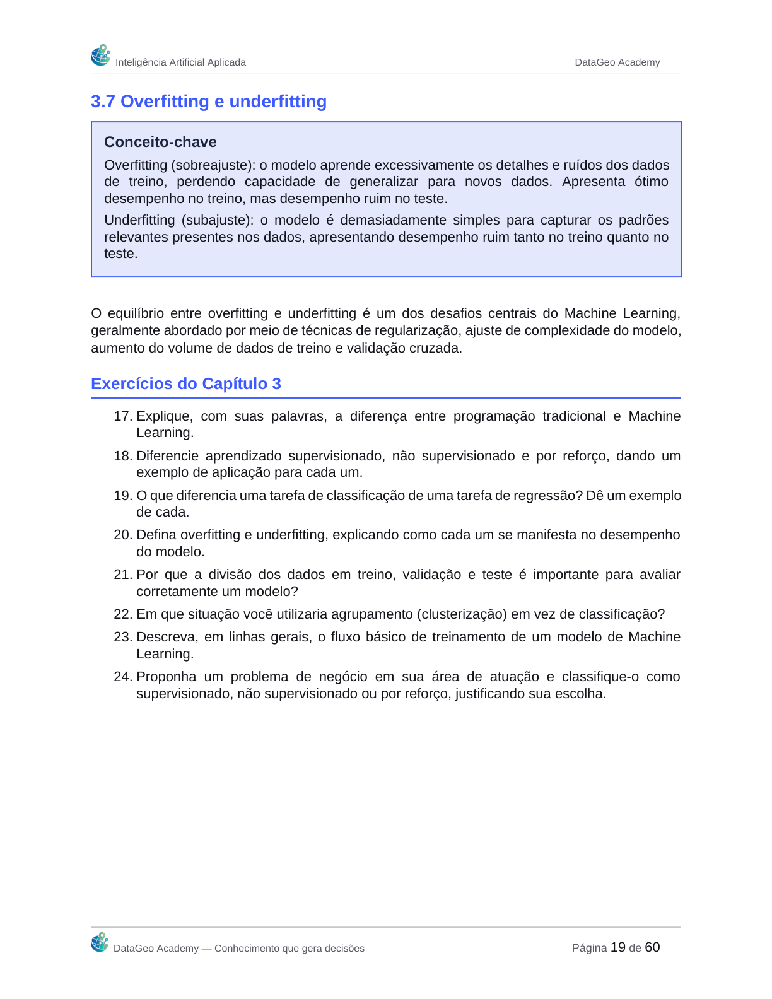 Inteligência Artificial Aplicada DataGeo Academy
3.7 Overfitting e underfitting
Conceito-chave
Overfitting (sobreajuste): o modelo aprende excessivamente os detalhes e ruídos dos dados
de treino, perdendo capacidade de generalizar para novos dados. Apresenta ótimo
desempenho no treino, mas desempenho ruim no teste.
Underfitting (subajuste): o modelo é demasiadamente simples para capturar os padrões
relevantes presentes nos dados, apresentando desempenho ruim tanto no treino quanto no
teste.
O equilíbrio entre overfitting e underfitting é um dos desafios centrais do Machine Learning,
geralmente abordado por meio de técnicas de regularização, ajuste de complexidade do modelo,
aumento do volume de dados de treino e validação cruzada.
Exercícios do Capítulo 3
17. Explique, com suas palavras, a diferença entre programação tradicional e Machine
Learning.
18. Diferencie aprendizado supervisionado, não supervisionado e por reforço, dando um
exemplo de aplicação para cada um.
19. O que diferencia uma tarefa de classificação de uma tarefa de regressão? Dê um exemplo
de cada.
20. Defina overfitting e underfitting, explicando como cada um se manifesta no desempenho
do modelo.
21. Por que a divisão dos dados em treino, validação e teste é importante para avaliar
corretamente um modelo?
22. Em que situação você utilizaria agrupamento (clusterização) em vez de classificação?
23. Descreva, em linhas gerais, o fluxo básico de treinamento de um modelo de Machine
Learning.
24. Proponha um problema de negócio em sua área de atuação e classifique-o como
supervisionado, não supervisionado ou por reforço, justificando sua escolha.
DataGeo Academy — Conhecimento que gera decisões Página 19 de 60